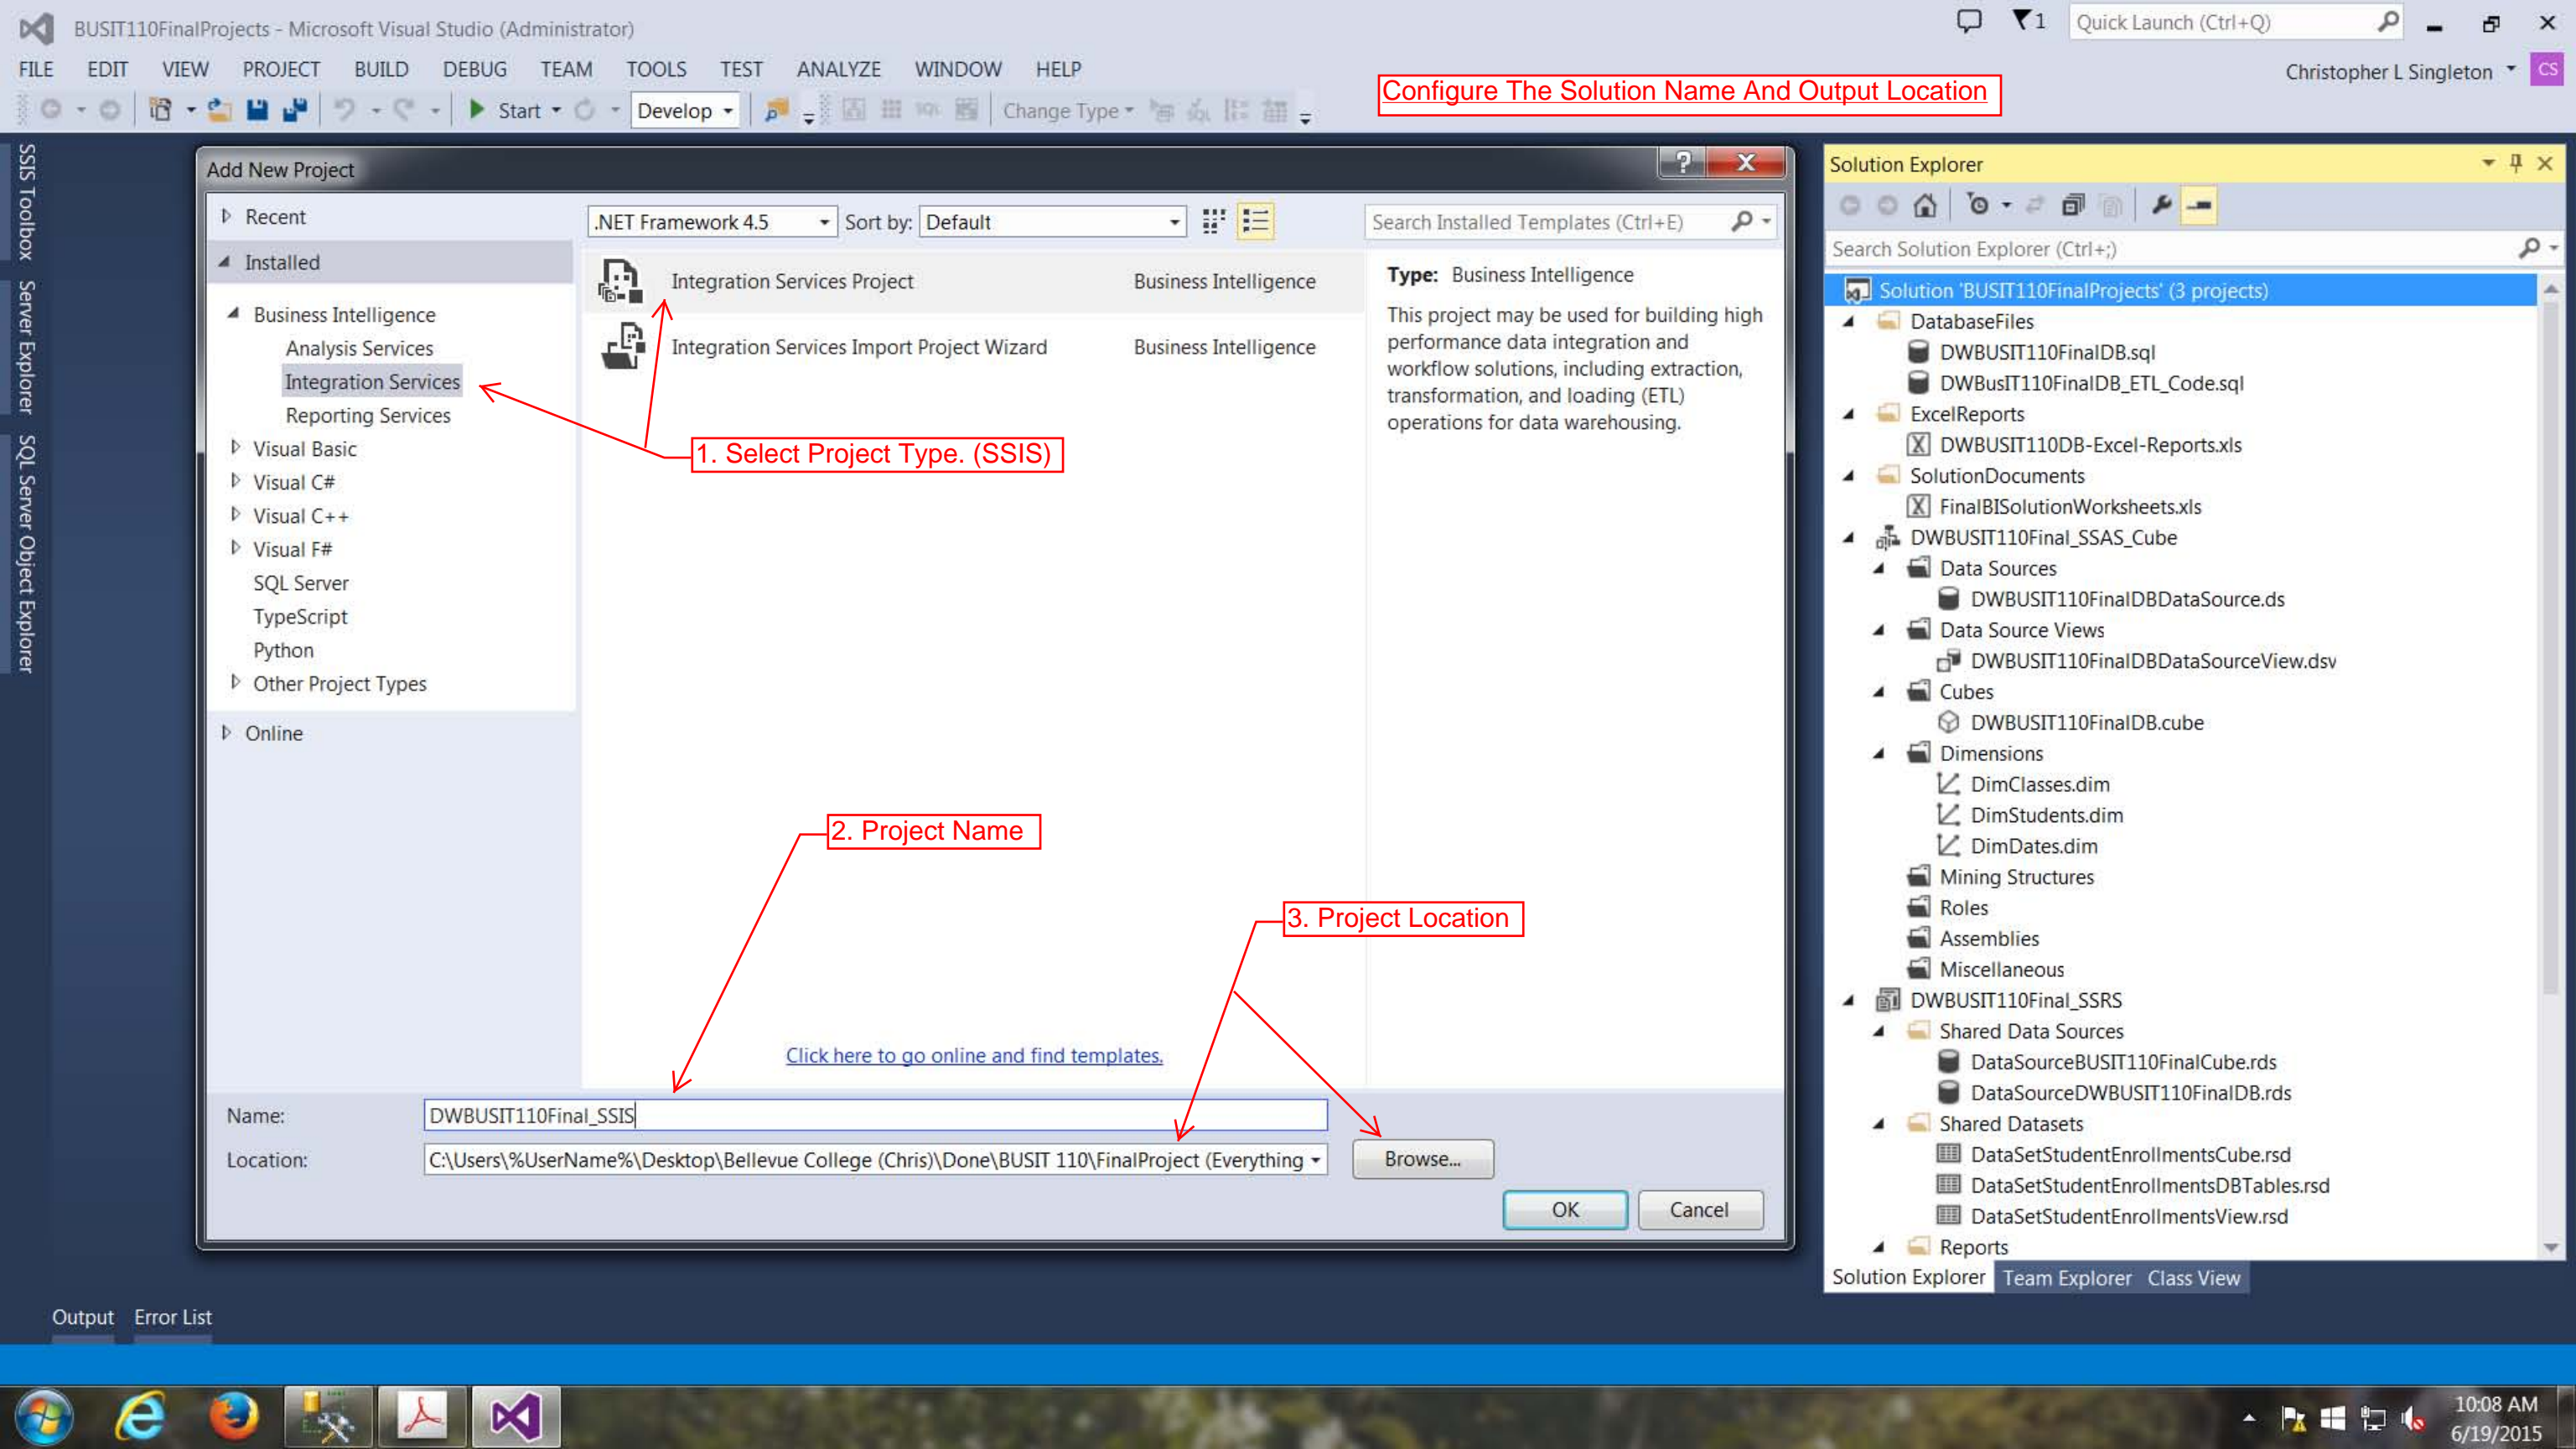 BUSIT110FinalProjects - Microsoft Visual Studio (Administrator)
1
Quick Launch (Ctrl+Q)
FILE EDIT VIEW PROJECT BUILD DEBUG TEAM TOOLS TEST ANALYZE WINDOW HELP
Christopher L Singleton
CS
Start
Develop
Change Type
Configure The Solution Name And Output Location
SSIS Toolbox
Server Explorer
SQL Server Object Explorer
Add New Project
Recent
Installed
Business Intelligence
Analysis Services
Integration Services
Reporting Services
Visual Basic
Visual C#
Visual C++
Visual F#
SQL Server
TypeScript
Python
Other Project Types
Online
.NET Framework 4.5
Sort by: Default
Search Installed Templates (Ctrl+E)
Integration Services Project Business Intelligence
Integration Services Import Project Wizard Business Intelligence
Type: Business Intelligence
This project may be used for building high
performance data integration and
workflow solutions, including extraction,
transformation, and loading (ETL)
operations for data warehousing.
1. Select Project Type. (SSIS)
2. Project Name
3. Project Location
Click here to go online and find templates.
Name: DWBUSIT110Final_SSIS
Location: C:\Users\%UserName%\Desktop\Bellevue College (Chris)\Done\BUSIT 110\FinalProject (Everything
Browse...
OK Cancel
Solution Explorer
Search Solution Explorer (Ctrl+;)
Solution 'BUSIT110FinalProjects' (3 projects)
DatabaseFiles
DWBUSIT110FinalDB.sql
DWBusIT110FinalDB_ETL_Code.sql
ExcelReports
DWBUSIT110DB-Excel-Reports.xls
SolutionDocuments
FinalBISolutionWorksheets.xls
DWBUSIT110Final_SSAS_Cube
Data Sources
DWBUSIT110FinalDBDataSource.ds
Data Source Views
DWBUSIT110FinalDBDataSourceView.dsv
Cubes
DWBUSIT110FinalDB.cube
Dimensions
DimClasses.dim
DimStudents.dim
DimDates.dim
Mining Structures
Roles
Assemblies
Miscellaneous
DWBUSIT110Final_SSRS
Shared Data Sources
DataSourceBUSIT110FinalCube.rds
DataSourceDWBUSIT110FinalDB.rds
Shared Datasets
DataSetStudentEnrollmentsCube.rsd
DataSetStudentEnrollmentsDBTables.rsd
DataSetStudentEnrollmentsView.rsd
Reports
Solution Explorer Team Explorer Class View
Output Error List
10:08 AM
6/19/2015